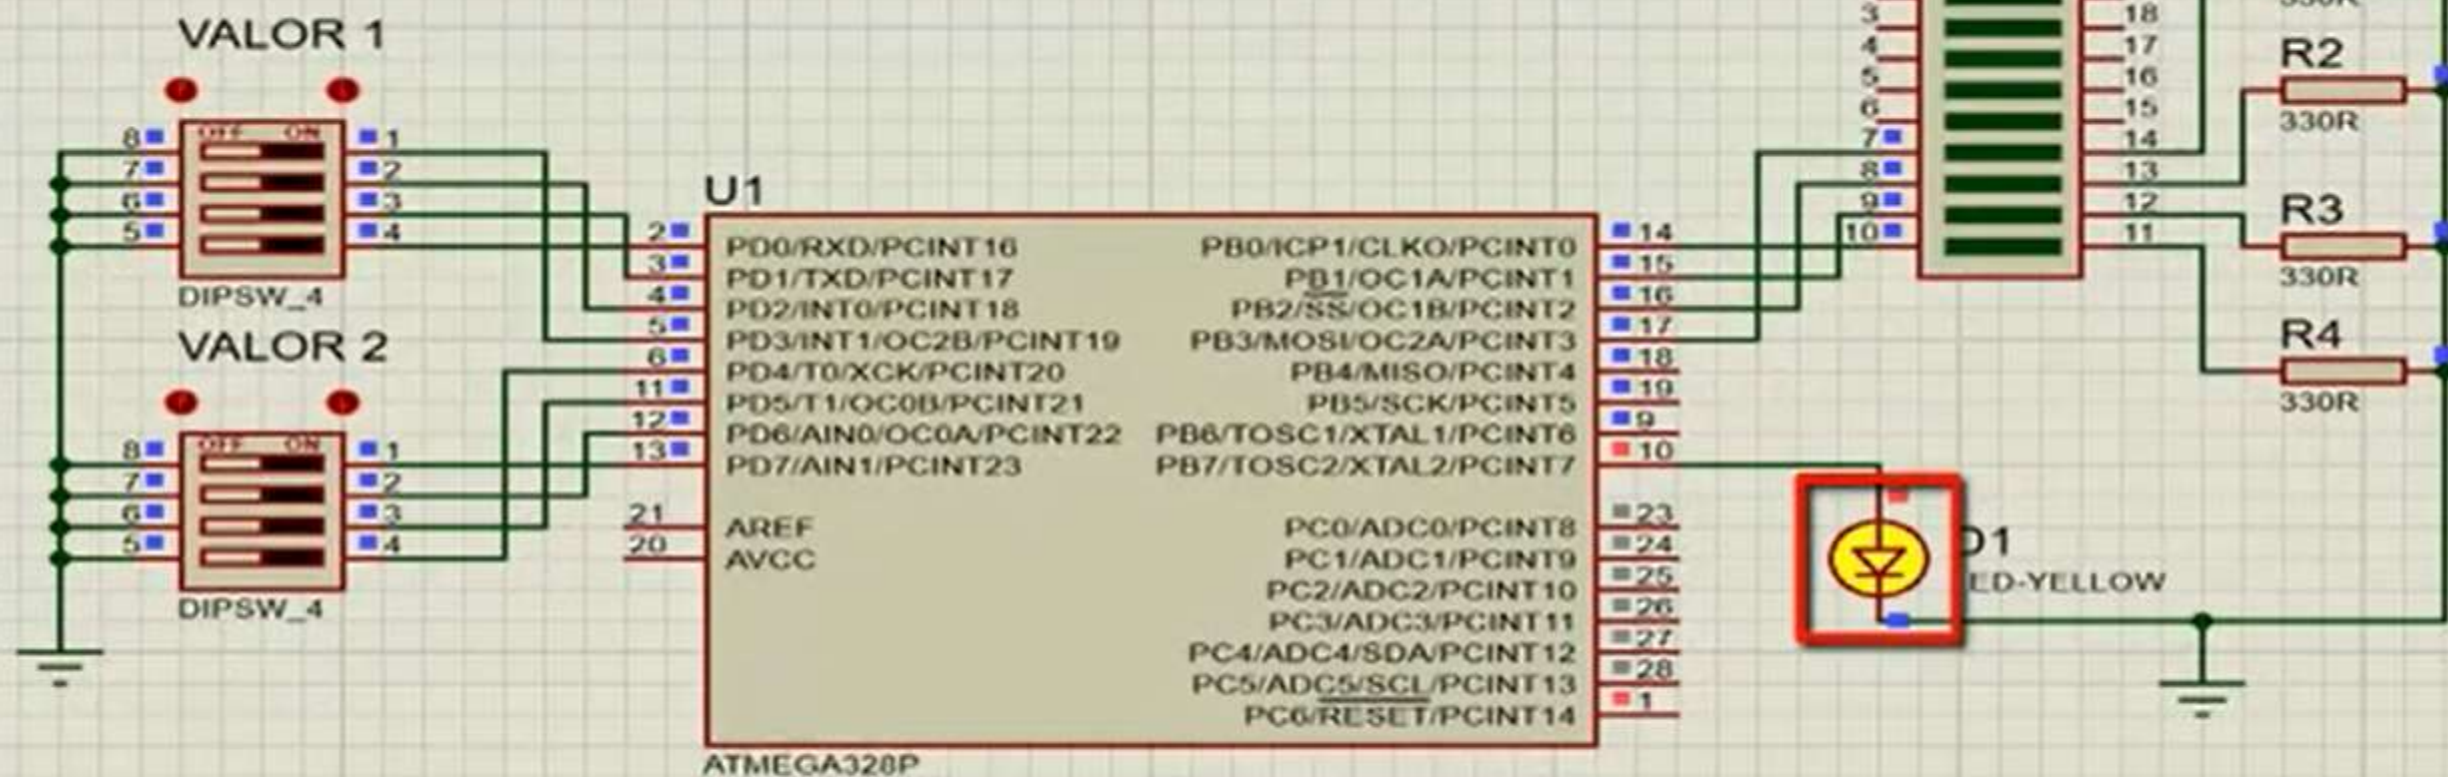 VALOR 1
OFF ON
8 1
7 2
6 3
5 4
DIPSW_4
VALOR 2
OFF ON
8 1
7 2
6 3
5 4
DIPSW_4
U1
2 PD0/RXD/PCINT16
3 PD1/TXD/PCINT17
4 PD2/INT0/PCINT18
5 PD3/INT1/OC2B/PCINT19
6 PD4/T0/XCK/PCINT20
11 PD5/T1/OC0B/PCINT21
12 PD6/AIN0/OC0A/PCINT22
13 PD7/AIN1/PCINT23
21 AREF
20 AVCC
PB0/ICP1/CLKO/PCINT0 14
PB1/OC1A/PCINT1 15
PB2/SS/OC1B/PCINT2 16
PB3/MOSI/OC2A/PCINT3 17
PB4/MISO/PCINT4 18
PB5/SCK/PCINT5 19
PB6/TOSC1/XTAL1/PCINT6 9
PB7/TOSC2/XTAL2/PCINT7 10
PC0/ADC0/PCINT8 23
PC1/ADC1/PCINT9 24
PC2/ADC2/PCINT10 25
PC3/ADC3/PCINT11 26
PC4/ADC4/SDA/PCINT12 27
PC5/ADC5/SCL/PCINT13 28
PC6/RESET/PCINT14 1
ATMEGA328P
3 18
4 17
5 16
6 15
7 14
8 13
9 12
10 11
330R
R2
330R
R3
330R
R4
330R
D1
ED-YELLOW